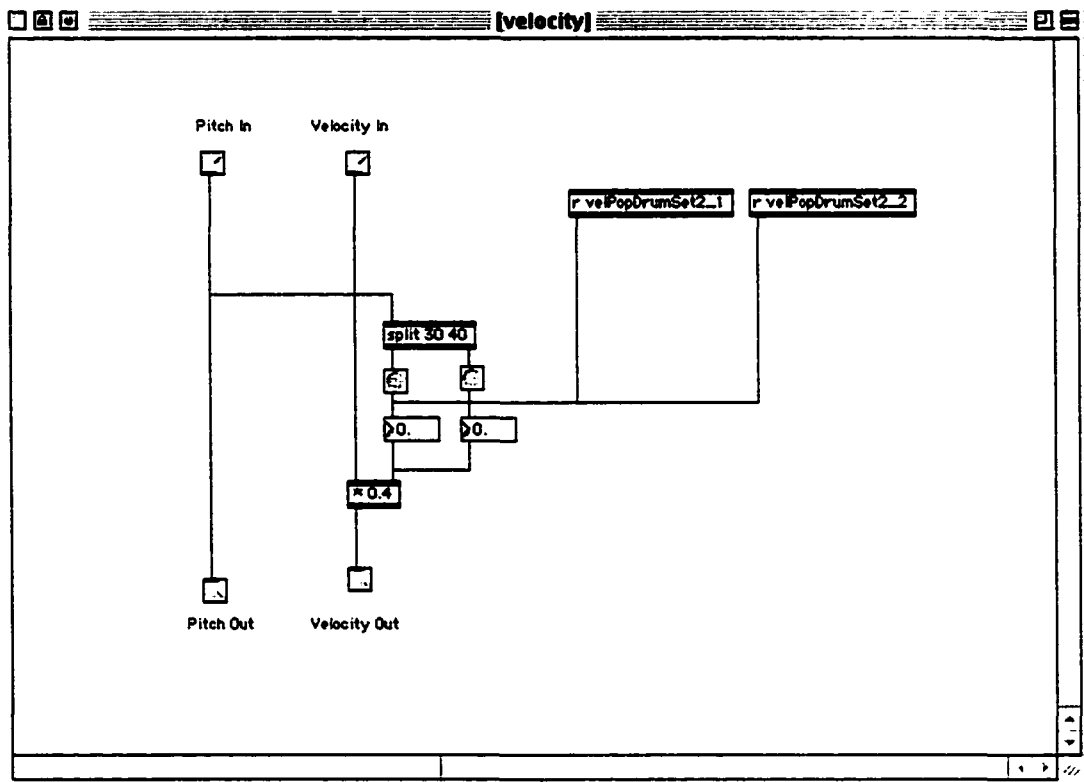 [velocity]
Pitch In
Velocity In
r velPopDrumSet2_1
r velPopDrumSet2_2
split 30 40
0.
0.
* 0.4
Pitch Out
Velocity Out